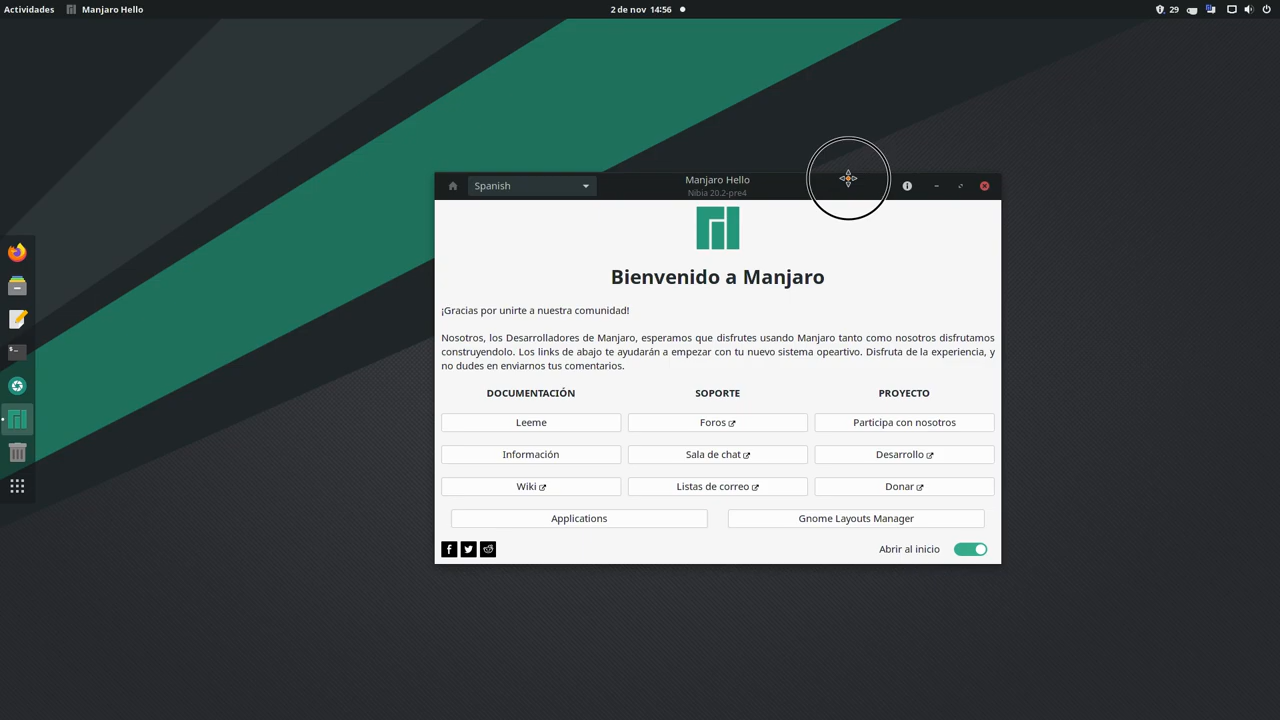 Actividades
Manjaro Hello
2 de nov 14:56
29
Spanish
Manjaro Hello
Nibia 20.2-pre4
Bienvenido a Manjaro
¡Gracias por unirte a nuestra comunidad!
Nosotros, los Desarrolladores de Manjaro, esperamos que disfrutes usando Manjaro tanto como nosotros disfrutamos
construyendolo. Los links de abajo te ayudarán a empezar con tu nuevo sistema opeartivo. Disfruta de la experiencia, y
no dudes en enviarnos tus comentarios.
DOCUMENTACIÓN
SOPORTE
PROYECTO
Leeme
Foros
Participa con nosotros
Información
Sala de chat
Desarrollo
Wiki
Listas de correo
Donar
Applications
Gnome Layouts Manager
Abrir al inicio